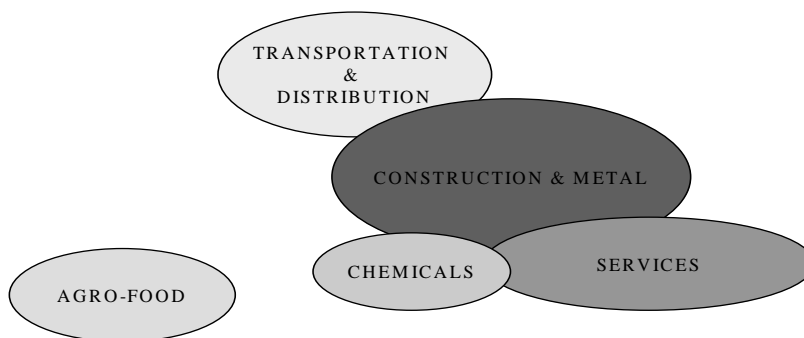 TRANSPORTATION
&
DISTRIBUTION
CONSTRUCTION & METAL
SERVICES
CHEMICALS
AGRO-FOOD